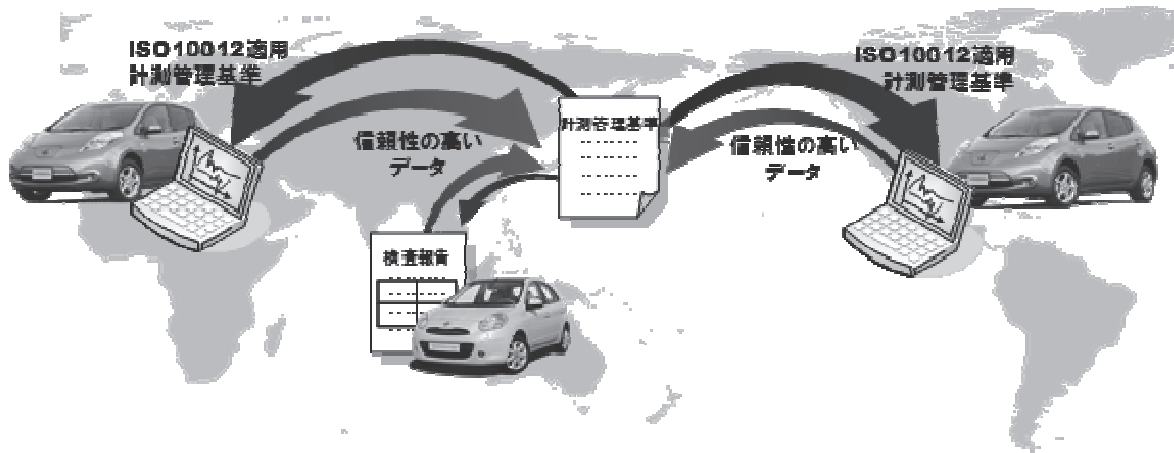 ISO10012適用
計測管理基準
ISO10012適用
計測管理基準
計測管理基準
信頼性の高い
データ
信頼性の高い
データ
検査報告